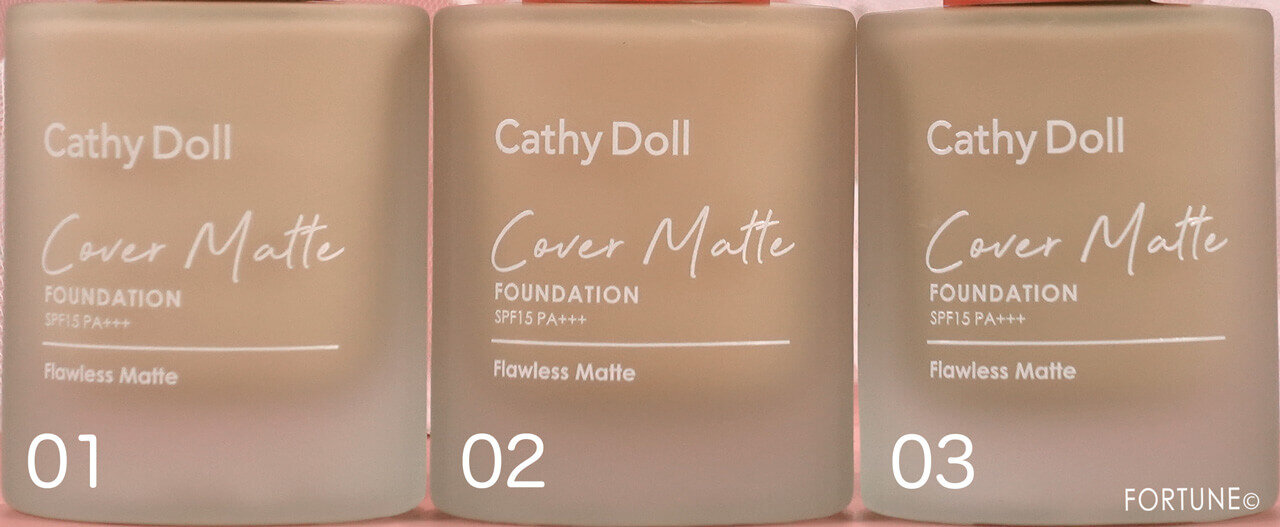 Cathy Doll
Cover Matte
FOUNDATION
SPF15 PA+++
Flawless Matte
01
Cathy Doll
Cover Matte
FOUNDATION
SPF15 PA+++
Flawless Matte
02
Cathy Doll
Cover Matte
FOUNDATION
SPF15 PA+++
Flawless Matte
03
FORTUNE©